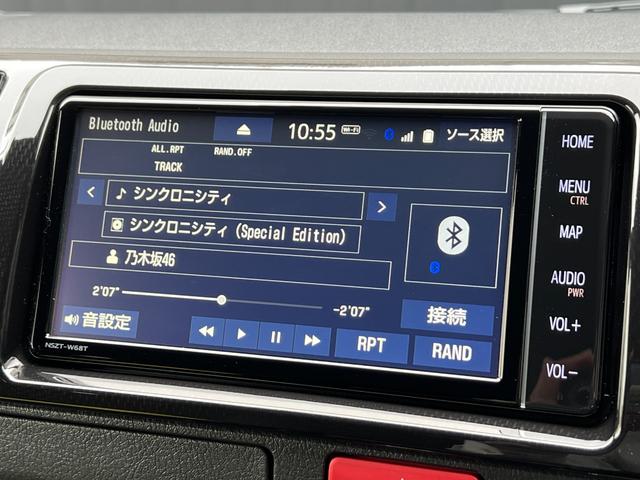 Bluetooth Audio
10:55
Wi-Fi
ソース選択
HOME
ALL.RPT
RAND.OFF
TRACK
MENU
CTRL
シンクロニシティ
シンクロニシティ (Special Edition)
MAP
乃木坂46
AUDIO
PWR
2'07"
-2'07"
接続
VOL+
音設定
RPT
RAND
VOL-
NSZT-W68T